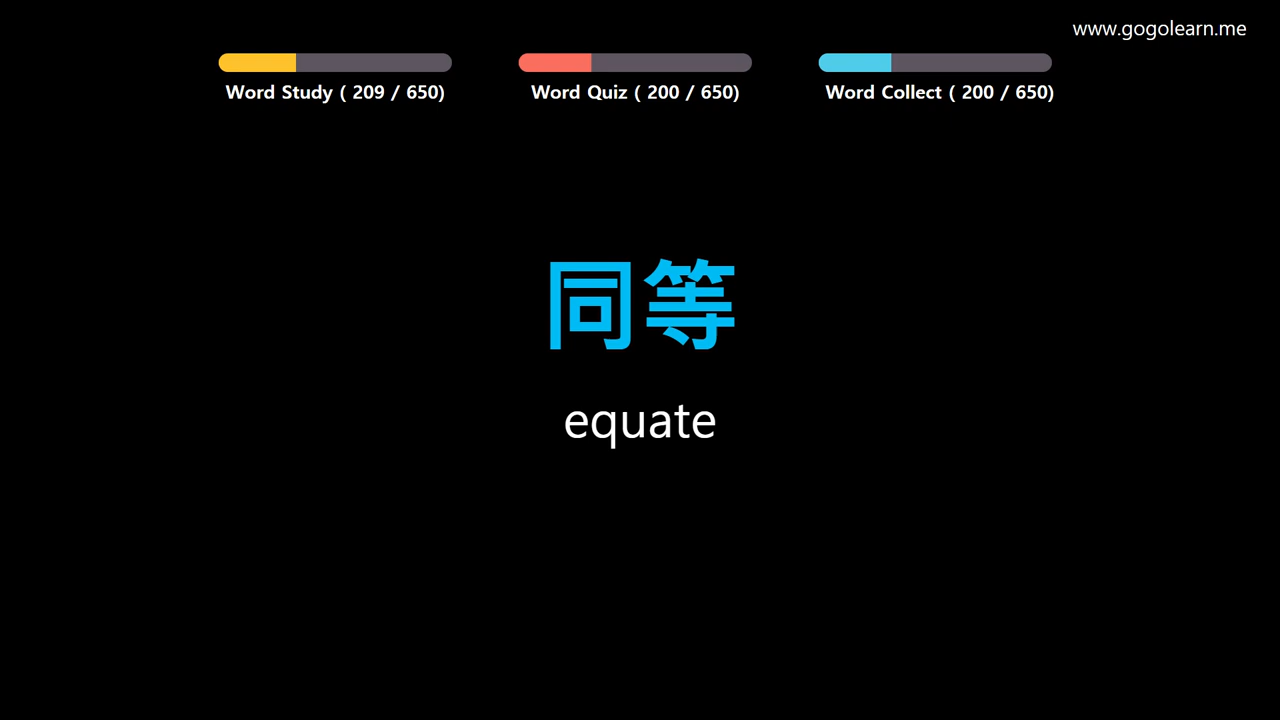 www.gogolearn.me
Word Study ( 209 / 650)
Word Quiz ( 200 / 650)
Word Collect ( 200 / 650)
同等
equate